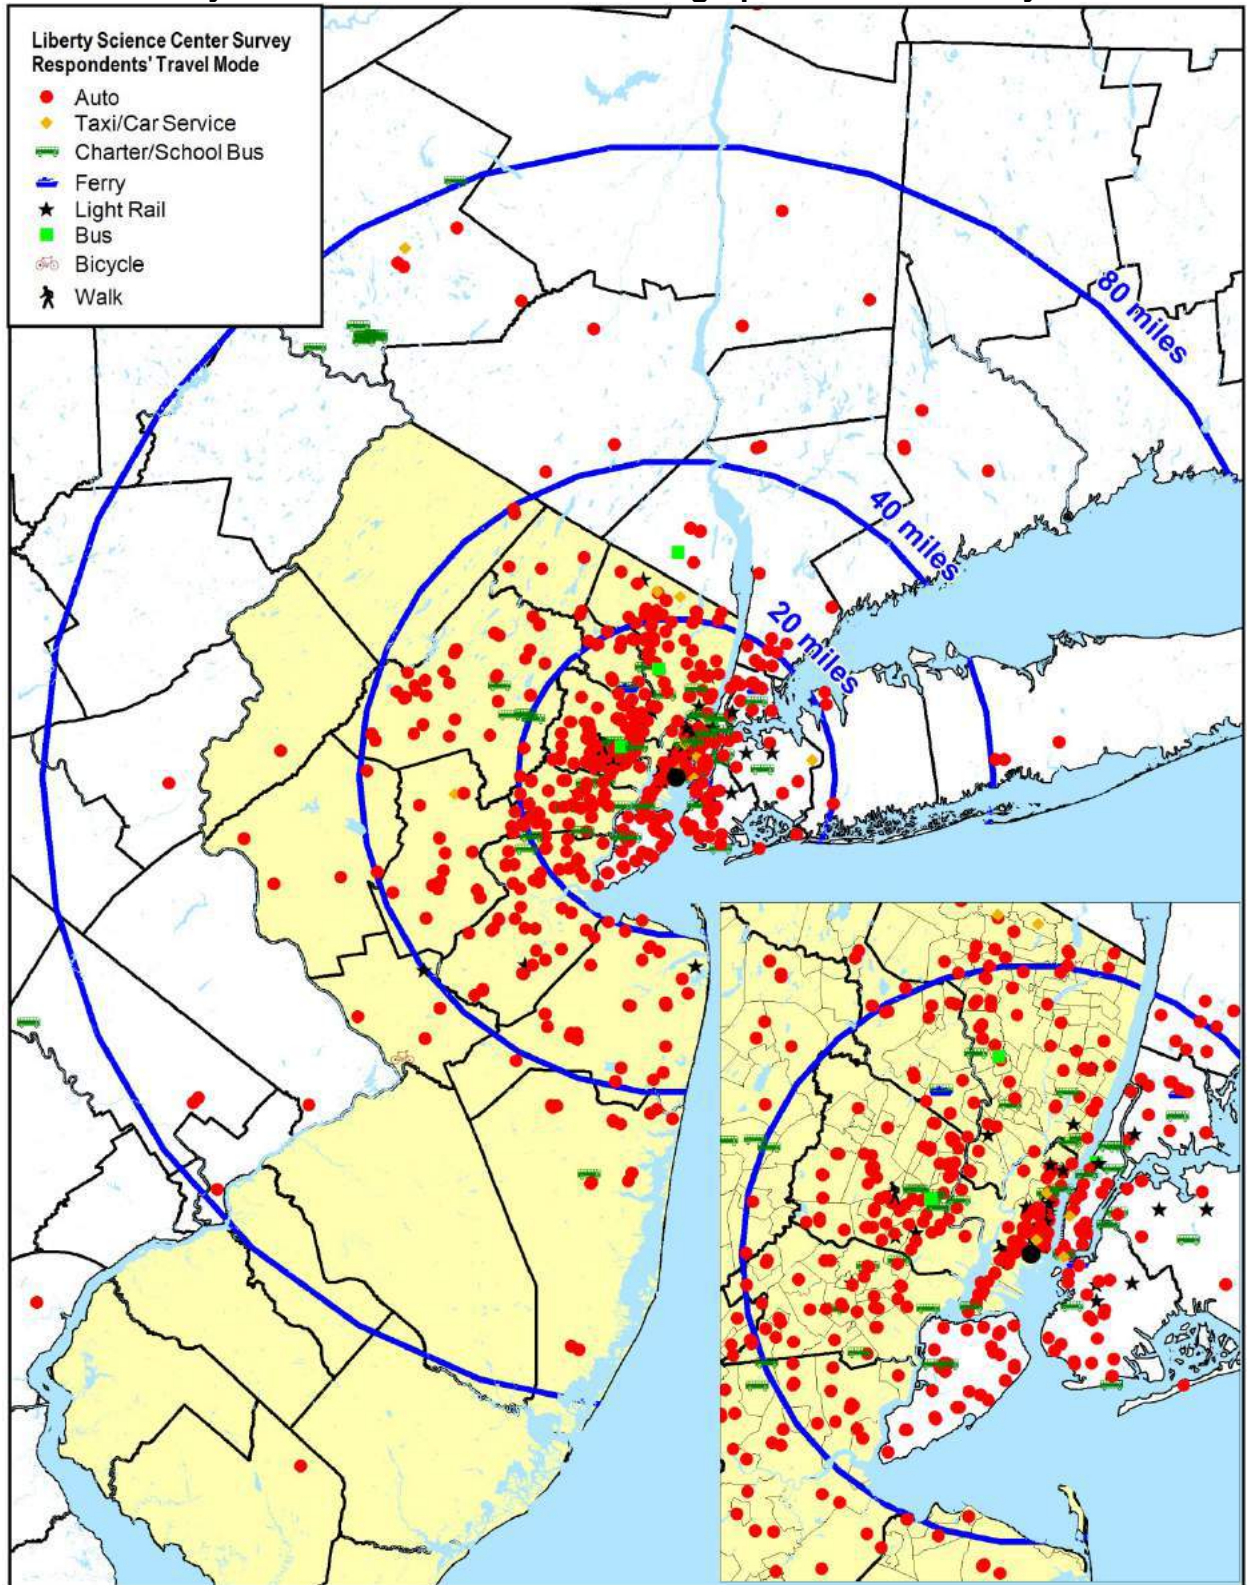 Liberty Science Center Survey
Respondents' Travel Mode
Auto
Taxi/Car Service
Charter/School Bus
Ferry
Light Rail
Bus
Bicycle
Walk
80 miles
40 miles
20 miles